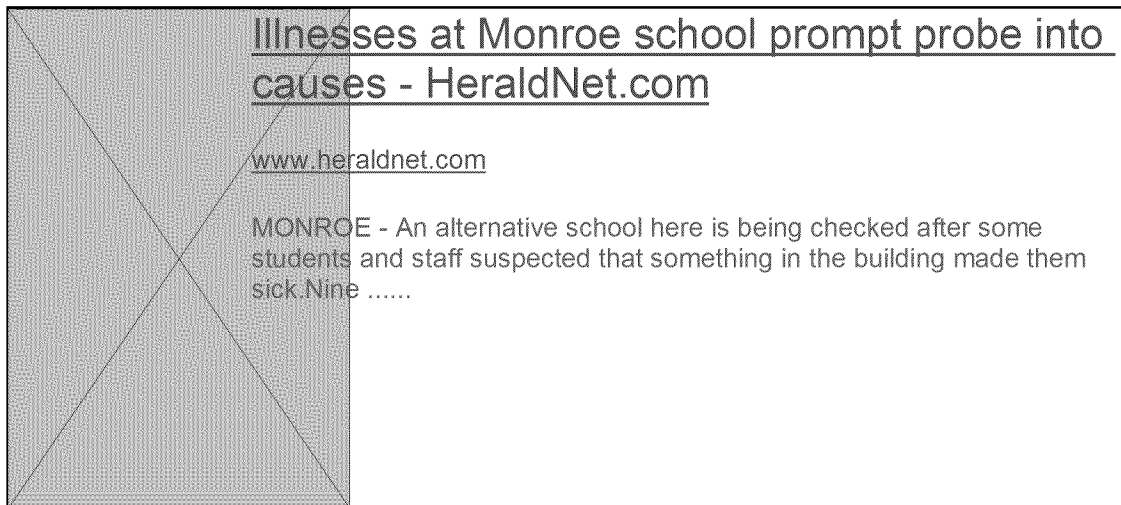 Illnesses at Monroe school prompt probe into
causes - HeraldNet.com
www.heraldnet.com
MONROE - An alternative school here is being checked after some
students and staff suspected that something in the building made them
sick.Nine ......